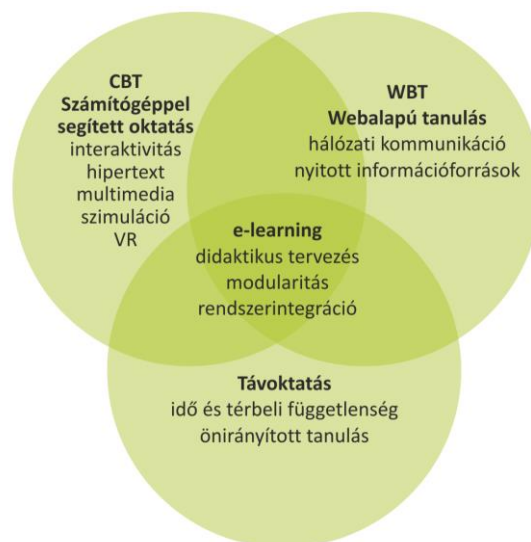 CBT
Számítógéppel
segített oktatás
interaktivitás
hipertext
multimedia
szimuláció
VR
WBT
Webalapú tanulás
hálózati kommunikáció
nyitott információforrások
e-learning
didaktikus tervezés
modularitás
rendszerintegráció
Távoktatás
idő és térbeli függetlenség
önirányított tanulás